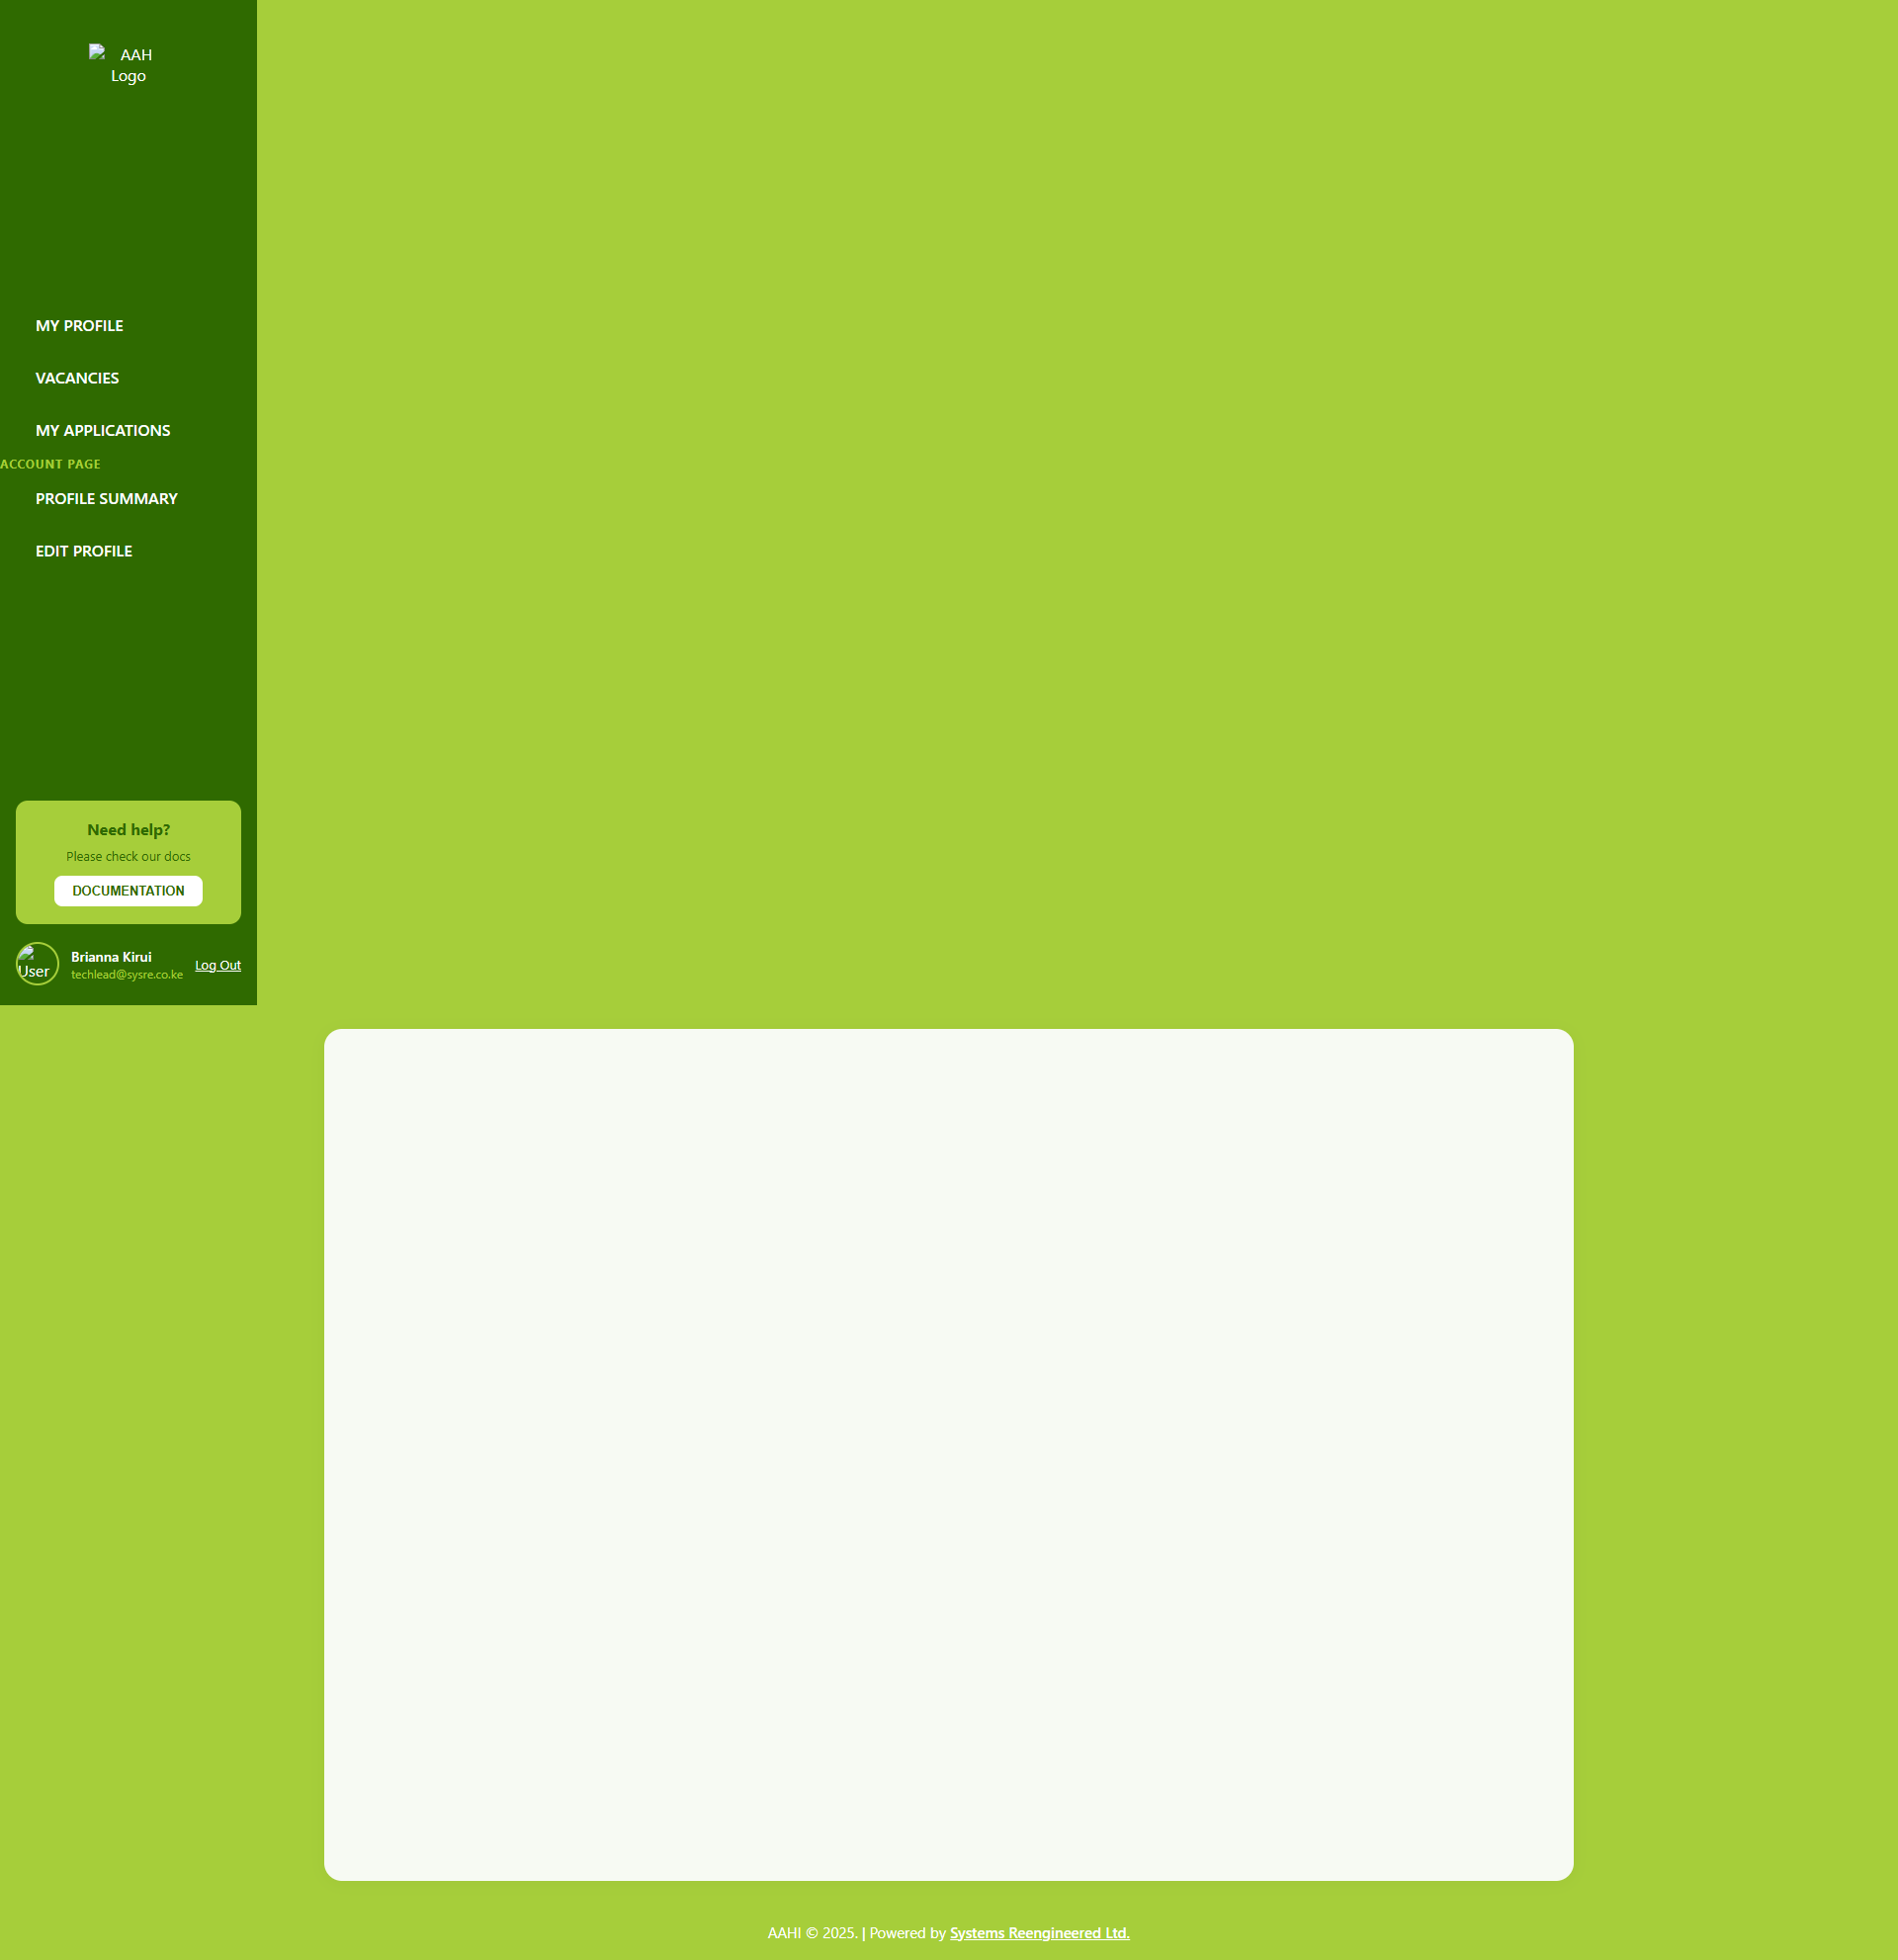 AAH
Logo
MY PROFILE
VACANCIES
MY APPLICATIONS
ACCOUNT PAGE
PROFILE SUMMARY
EDIT PROFILE
Need help?
Please check our docs
DOCUMENTATION
User
Brianna Kirui
techlead@sysre.co.ke
Log Out
AAHI © 2025. | Powered by Systems Reengineered Ltd.